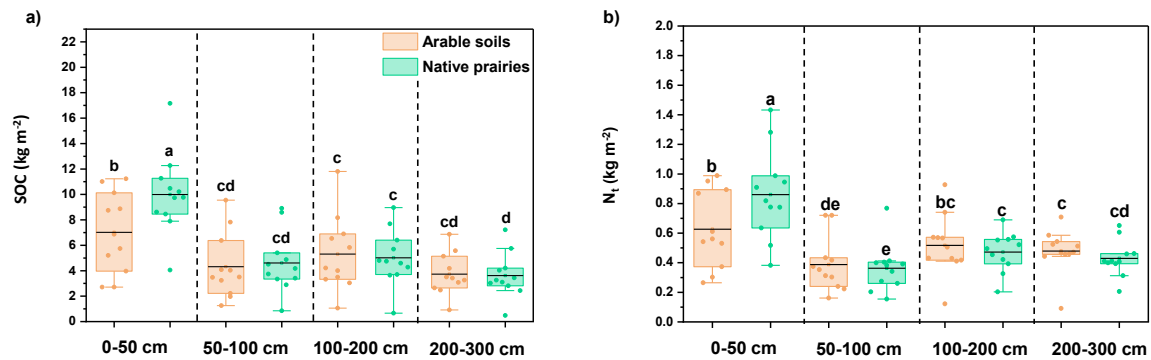 a)
SOC (kg m-2)
22
20
18
16
14
12
10
8
6
4
2
0
Arable soils
Native prairies
b
a
cd
cd
c
c
cd
d
0-50 cm
50-100 cm
100-200 cm
200-300 cm
b)
Nt (kg m-2)
2.0
1.8
1.6
1.4
1.2
1.0
0.8
0.6
0.4
0.2
0.0
b
a
de
e
bc
c
c
cd
0-50 cm
50-100 cm
100-200 cm
200-300 cm